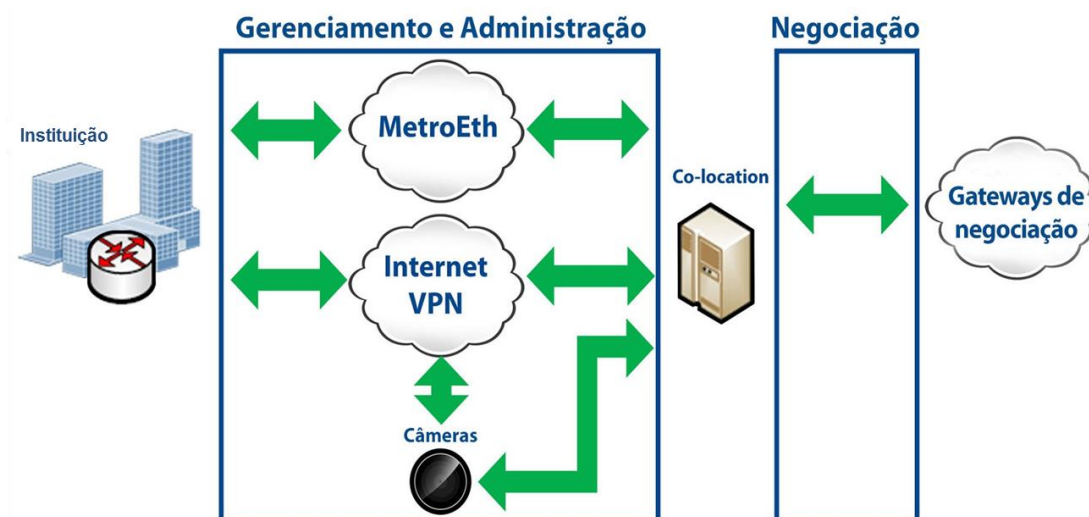 Gerenciamento e Administração
Negociação
Instituição
MetroEth
Co-location
Gateways de
negociação
Internet
VPN
Câmeras